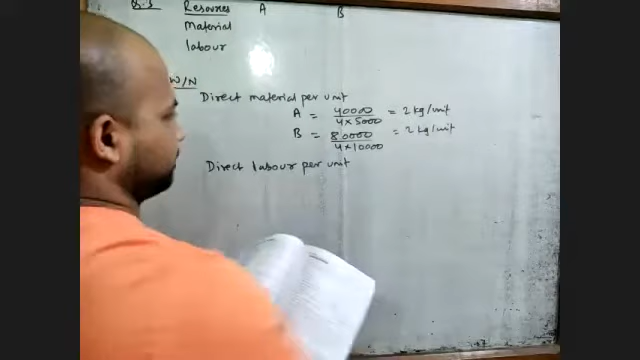 Q.3 Resources A B
Material
labour
W/N
Direct material per unit
A = 40000 / 4 × 5000 = 2 kg/unit
B = 80000 / 4 × 10000 = 2 kg/unit
Direct labour per unit